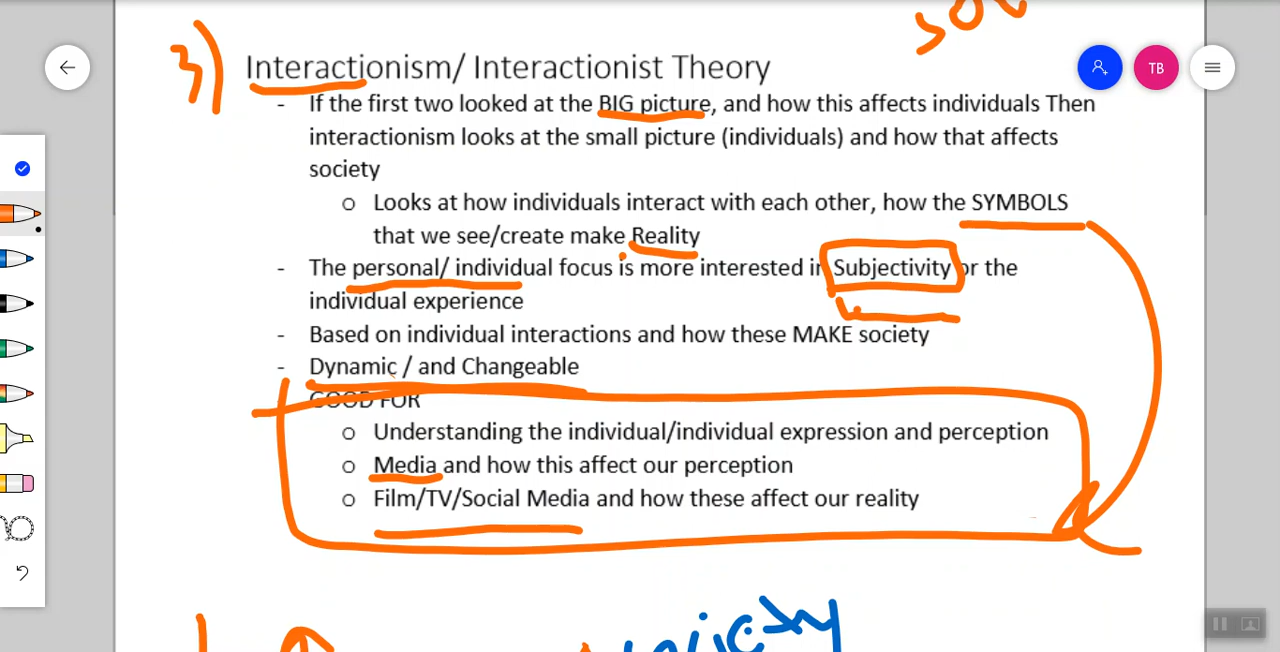 3)
Interactionism/ Interactionist Theory
- If the first two looked at the BIG picture, and how this affects individuals Then
interactionism looks at the small picture (individuals) and how that affects
society
o Looks at how individuals interact with each other, how the SYMBOLS
that we see/create make Reality
- The personal/ individual focus is more interested in Subjectivity or the
individual experience
- Based on individual interactions and how these MAKE society
- Dynamic / and Changeable
GOOD FOR
o Understanding the individual/individual expression and perception
o Media and how this affect our perception
o Film/TV/Social Media and how these affect our reality
TB